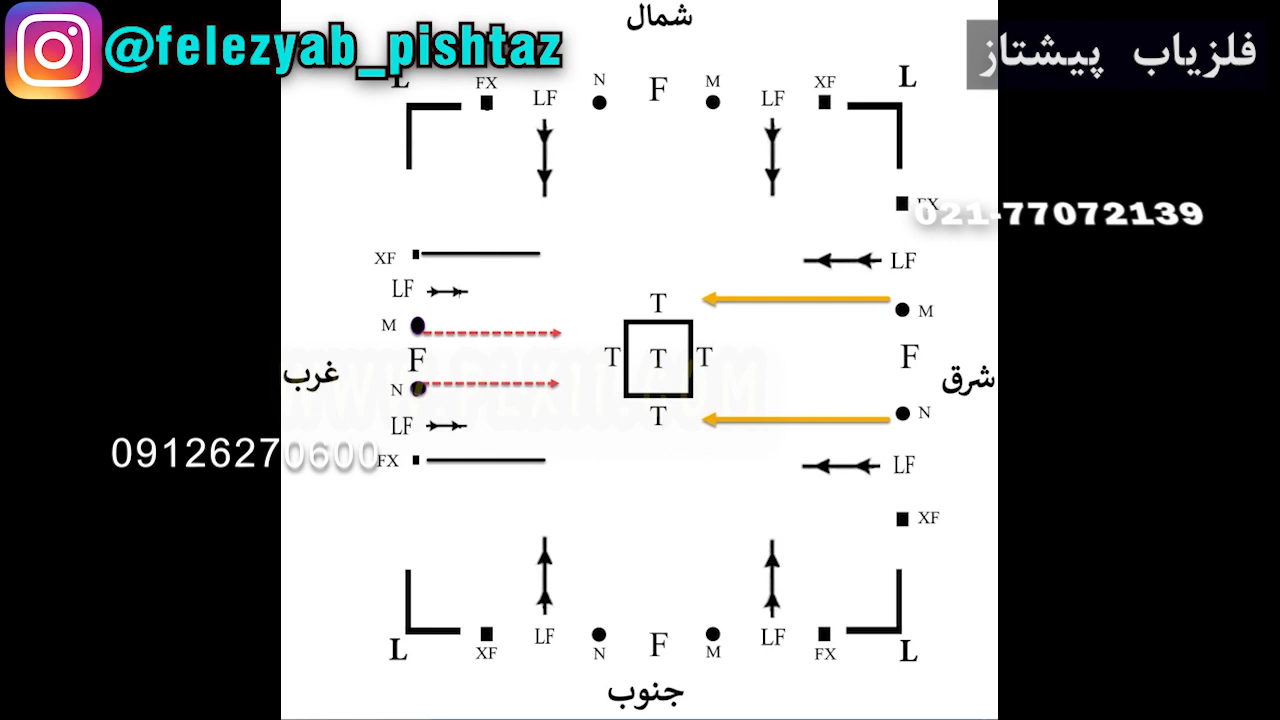 شمال
@felezyab_pishtaz
فلزیاب پیشتاز
L FX LF N F M LF XF L
FX
021-77072139
XF LF
LF T
M M
F T T T F
غرب شرق
N T N
LF
09126270600
FX LF
XF
L XF LF N F M LF FX L
جنوب